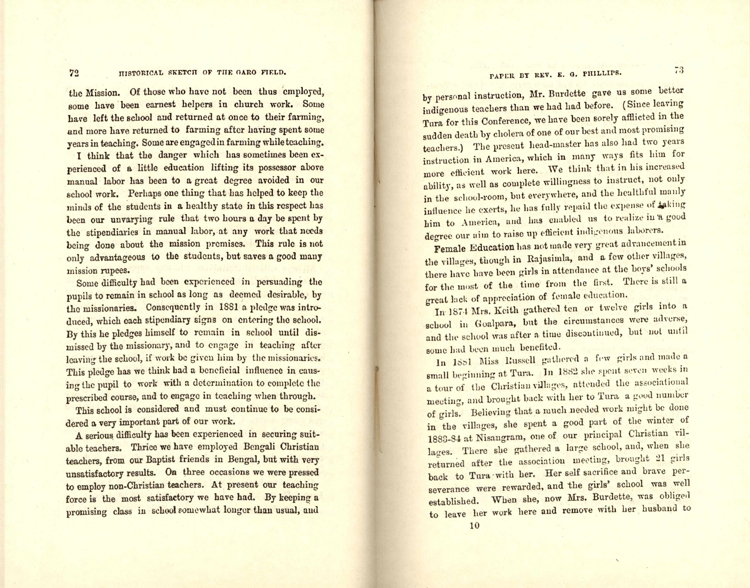 72 HISTORICAL SKETCH OF THE GARO FIELD.
the Mission. Of those who have not been thus employed,
some have been earnest helpers in church work. Some
have left the school and returned at once to their farming,
and more have returned to farming after having spent some
years in teaching. Some are engaged in farming while teaching.
I think that the danger which has sometimes been ex-
perienced of a little education lifting its possessor above
manual labor has been to a great degree avoided in our
school work. Perhaps one thing that has helped to keep the
minds of the students in a healthy state in this respect has
been our unvarying rule that two hours a day be spent by
the stipendiaries in manual labor, at any work that needs
being done about the mission premises. This rule is not
only advantageous to the students, but saves a good many
mission rupees.
Some difficulty had been experienced in persuading the
pupils to remain in school as long as deemed desirable, by
the missionaries. Consequently in 1881 a pledge was intro-
duced, which each stipendiary signs on entering the school.
By this he pledges himself to remain in school until dis-
missed by the missionary, and to engage in teaching after
leaving the school, if work be given him by the missionaries.
This pledge has we think had a beneficial influence in caus-
ing the pupil to work with a determination to complete the
prescribed course, and to engage in teaching when through.
This school is considered and must continue to be consi-
dered a very important part of our work.
A serious difficulty has been experienced in securing suit-
able teachers. Thrice we have employed Bengali Christian
teachers, from our Baptist friends in Bengal, but with very
unsatisfactory results. On three occasions we were pressed
to employ non-Christian teachers. At present our teaching
force is the most satisfactory we have had. By keeping a
promising class in school somewhat longer than usual, and
PAPER BY REV. E. G. PHILLIPS. 73
by personal instruction, Mr. Burdette gave us some better
indigenous teachers than we had had before. (Since leaving
Tura for this Conference, we have been sorely afflicted in the
sudden death by cholera of one of our best and most promising
teachers.) The present head-master has also had two years
instruction in America, which in many ways fits him for
more efficient work here. We think that in his increased
ability, as well as complete willingness to instruct, not only
in the school-room, but everywhere, and the healthful manly
influence he exerts, he has fully repaid the expense of taking
him to America, and has enabled us to realize in a good
degree our aim to raise up efficient indigenous laborers.
Female Education has not made very great advancement in
the villages, though in Rajasimla, and a few other villages,
there have have been girls in attendance at the boys' schools
for the most of the time from the first. There is still a
great lack of appreciation of female education.
In 1874 Mrs. Keith gathered ten or twelve girls into a
school in Goalpara, but the circumstances were adverse,
and the school was after a time discontinued, but not until
some had been much benefited.
In 1881 Miss Russell gathered a few girls and made a
small beginning at Tura. In 1882 she spent seven weeks in
a tour of the Christian villages, attended the associational
meeting, and brought back with her to Tura a good number
of girls. Believing that a much needed work might be done
in the villages, she spent a good part of the winter of
1883-84 at Nisangram, one of our principal Christian vil-
lages. There she gathered a large school, and, when she
returned after the association meeting, brought 21 girls
back to Tura with her. Her self sacrifice and brave per-
severance were rewarded, and the girls' school was well
established. When she, now Mrs. Burdette, was obliged
to leave her work here and remove with her husband to
10